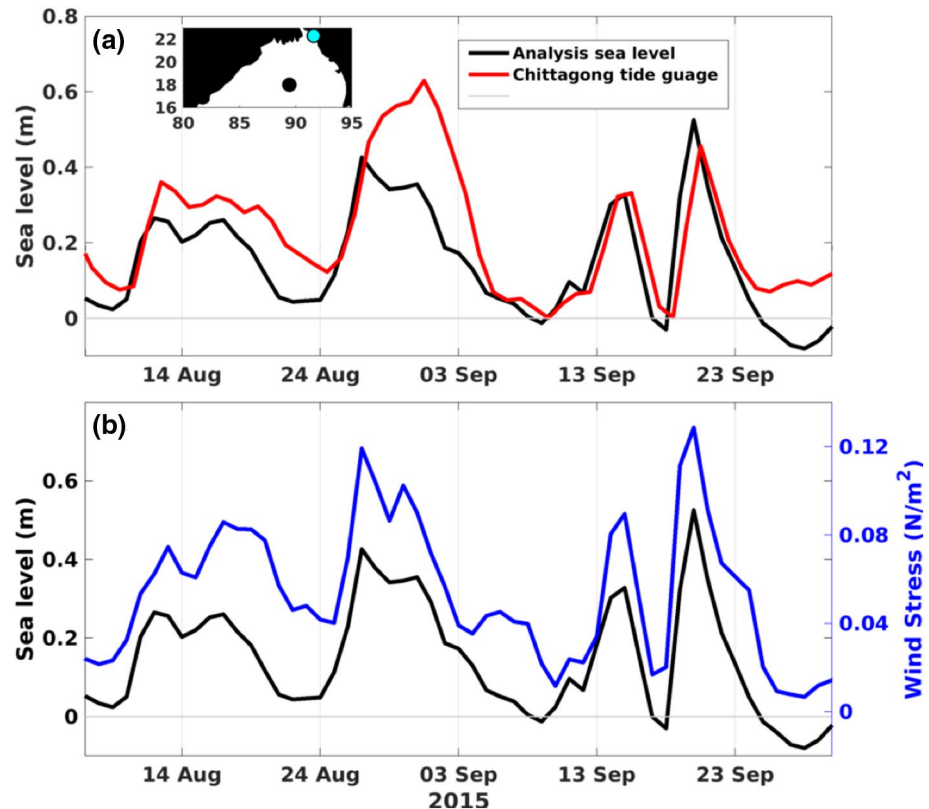 (a)
0.8
0.6
0.4
0.2
0
Sea level (m)
22
20
18
16
80 85 90 95
Analysis sea level
Chittagong tide guage
14 Aug 24 Aug 03 Sep 13 Sep 23 Sep
(b)
0.6
0.4
0.2
0
Sea level (m)
0.12
0.08
0.04
0
Wind Stress (N/m²)
14 Aug 24 Aug 03 Sep 13 Sep 23 Sep
2015